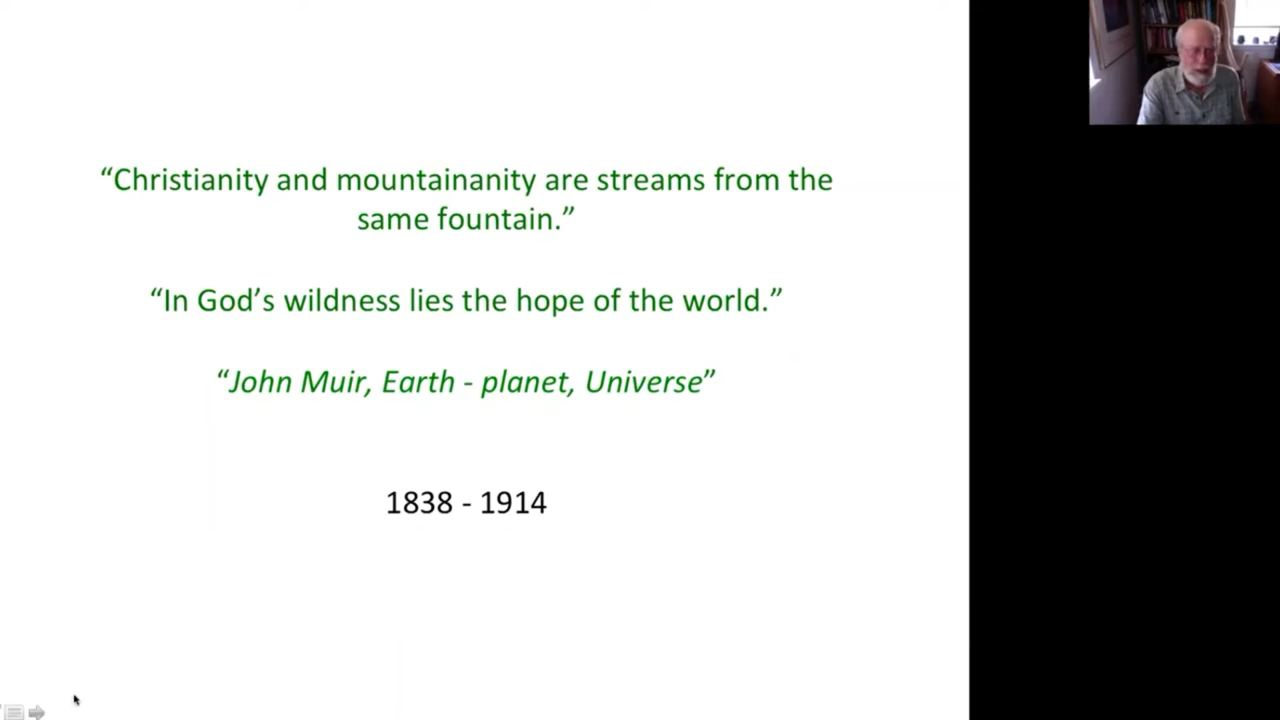 “Christianity and mountainanity are streams from the
same fountain.”
“In God’s wildness lies the hope of the world.”
“John Muir, Earth - planet, Universe”
1838 - 1914